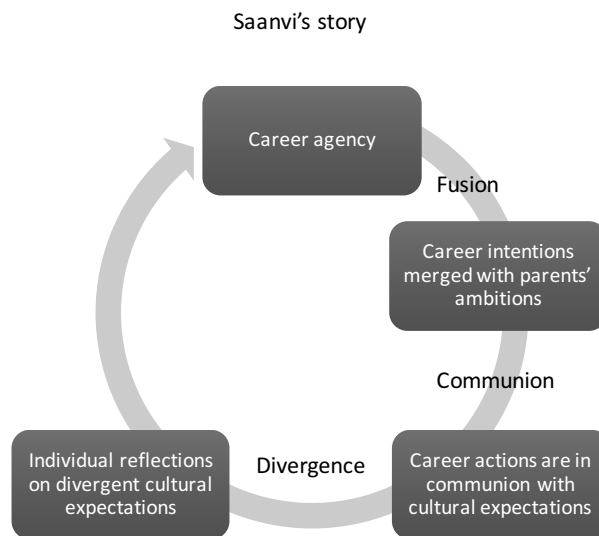 Saanvi’s story
Career agency
Fusion
Career intentions
merged with parents’
ambitions
Communion
Career actions are in
communion with
cultural expectations
Divergence
Individual reflections
on divergent cultural
expectations